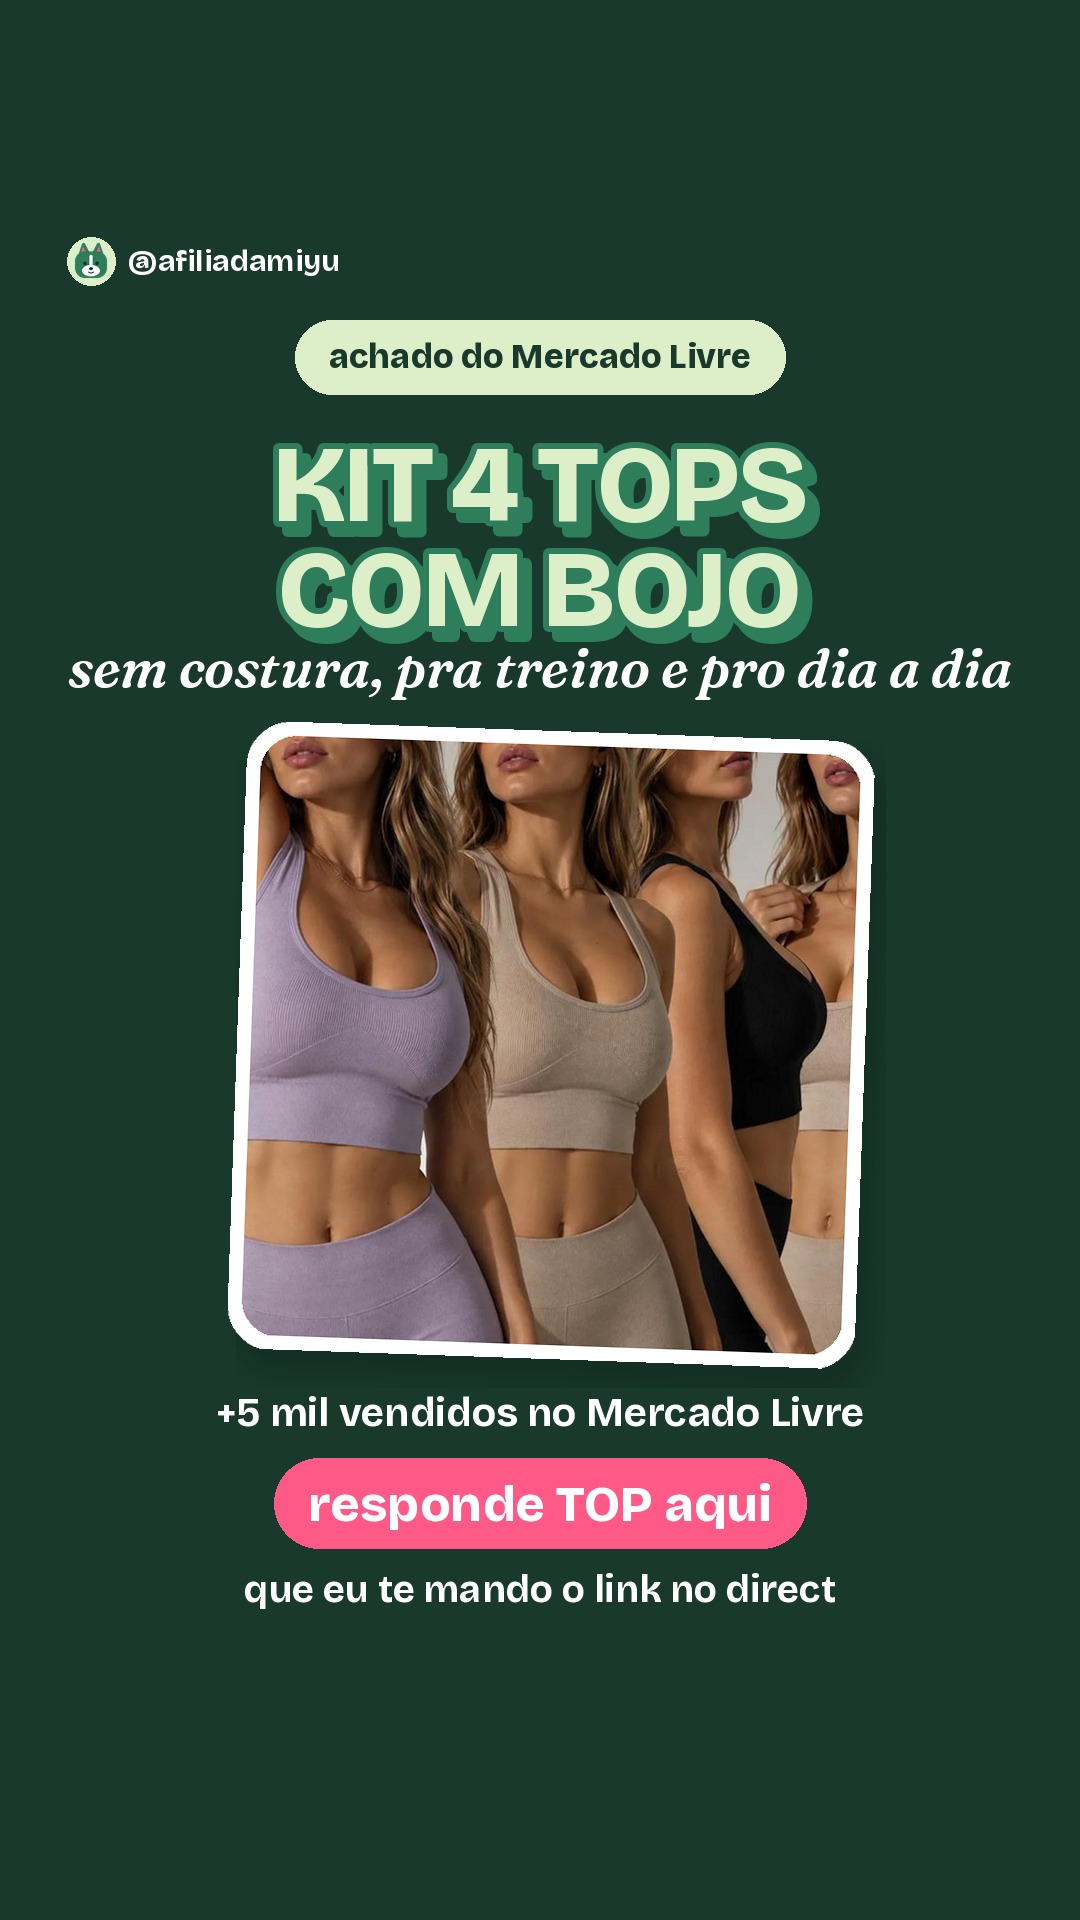 @afiliadamiyu
achado do Mercado Livre
KIT 4 TOPS
COM BOJO
sem costura, pra treino e pro dia a dia
+5 mil vendidos no Mercado Livre
responde TOP aqui
que eu te mando o link no direct